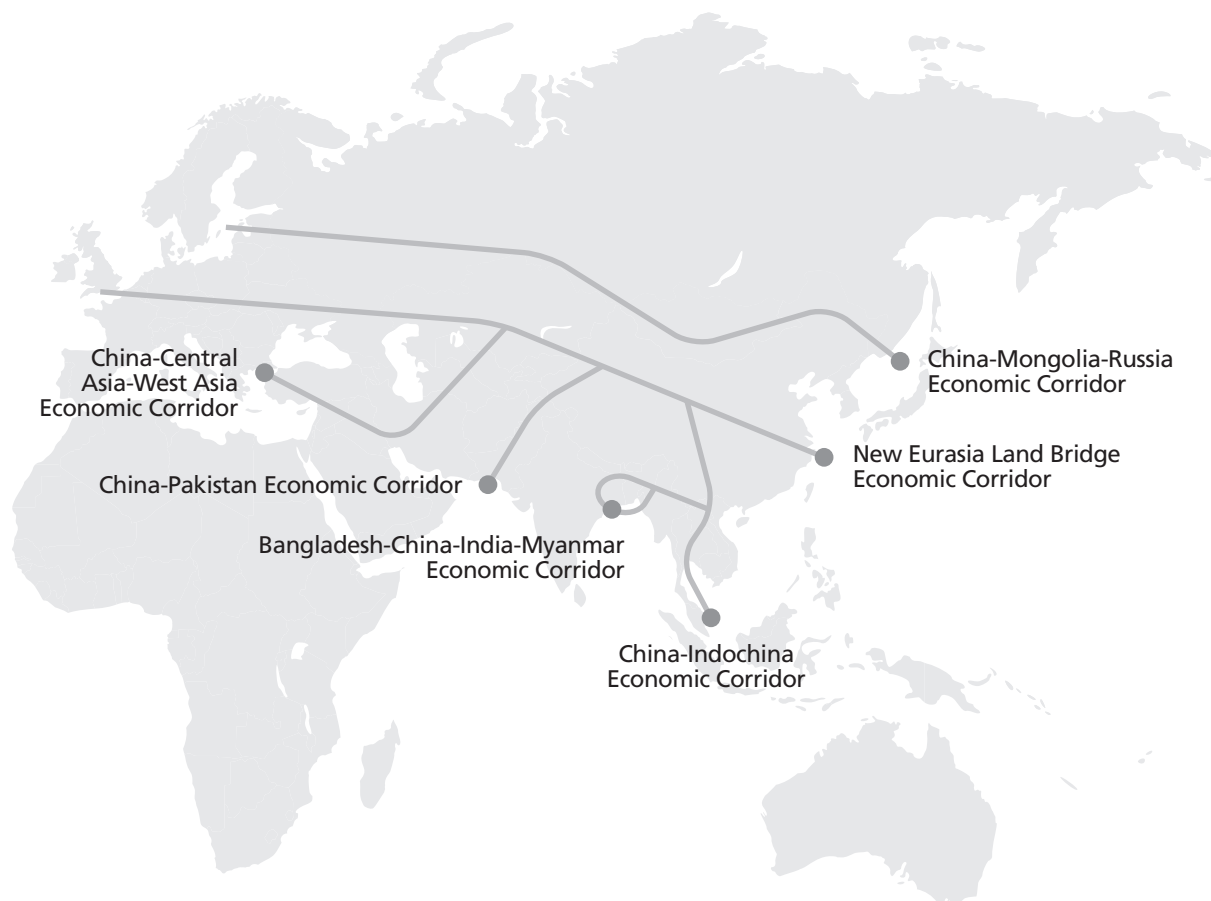 China-Central
Asia-West Asia
Economic Corridor
China-Mongolia-Russia
Economic Corridor
New Eurasia Land Bridge
Economic Corridor
China-Pakistan Economic Corridor
Bangladesh-China-India-Myanmar
Economic Corridor
China-Indochina
Economic Corridor